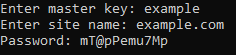 Enter master key: example
Enter site name: example.com
Password: mT@pPemu7Mp